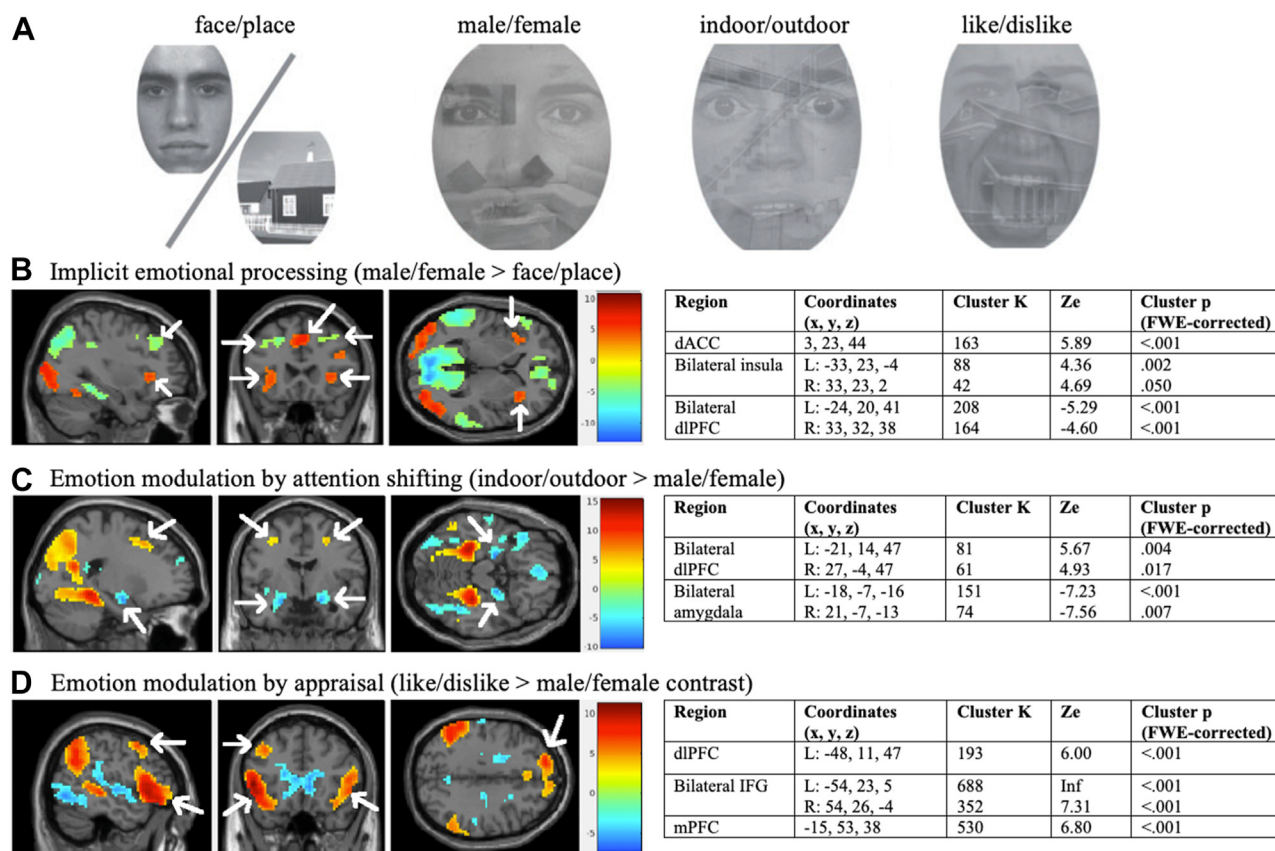 A
face/place male/female indoor/outdoor like/dislike
B Implicit emotional processing (male/female > face/place)
10
5
0
-5
-10
Region Coordinates (x, y, z) Cluster K Ze Cluster p (FWE-corrected)
dACC 3, 23, 44 163 5.89 <.001
Bilateral insula L: -33, 23, -4 88 4.36 .002
R: 33, 23, 2 42 4.69 .050
Bilateral L: -24, 20, 41 208 -5.29 <.001
dlPFC R: 33, 32, 38 164 -4.60 <.001
C Emotion modulation by attention shifting (indoor/outdoor > male/female)
15
10
5
0
-5
-10
Region Coordinates (x, y, z) Cluster K Ze Cluster p (FWE-corrected)
Bilateral L: -21, 14, 47 81 5.67 .004
dlPFC R: 27, -4, 47 61 4.93 .017
Bilateral L: -18, -7, -16 151 -7.23 <.001
amygdala R: 21, -7, -13 74 -7.56 .007
D Emotion modulation by appraisal (like/dislike > male/female contrast)
10
5
0
-5
Region Coordinates (x, y, z) Cluster K Ze Cluster p (FWE-corrected)
dlPFC L: -48, 11, 47 193 6.00 <.001
Bilateral IFG L: -54, 23, 5 688 Inf <.001
R: 54, 26, -4 352 7.31 <.001
mPFC -15, 53, 38 530 6.80 <.001